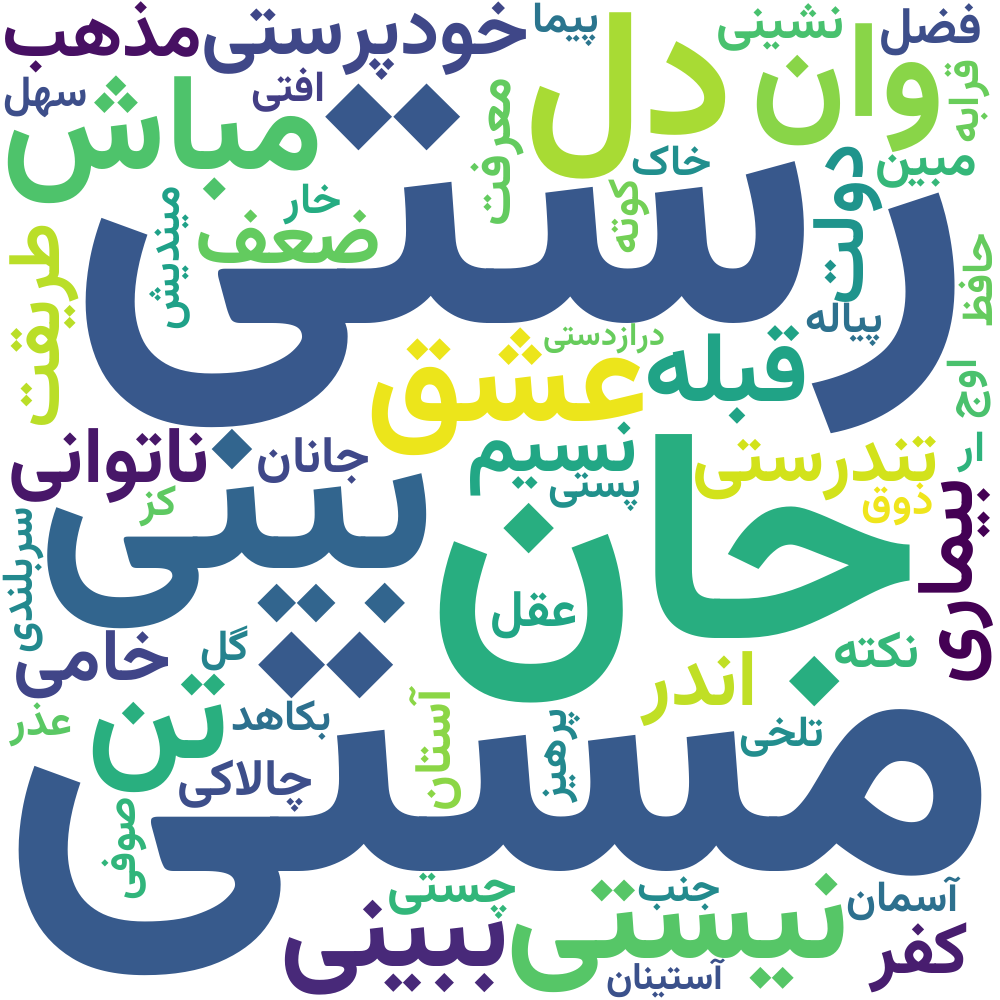 مذهب
خودپرستی
پیما
نشینی
فضل
سهل
افتی
مباش
معرفت
دل
وان
قرابه
رستی
خاک
دولت
مبین
طریقت
میندیش
خار
ضعف
کوته
حافظ
پیاله
درازدستی
عشق
قبله
اوج
ناتوانی
جانان
نسیم
پستی
تندرستی
ار
ذوق
کز
بینی
جان
بیماری
سربلندی
عقل
خامی
گل
نکته
اندر
عذر
تن
بکاهد
آستان
پرهیز
تلخی
چالاکی
مستی
صوفی
چستی
جنب
آسمان
ببینی
نیستی
کفر
آستینان